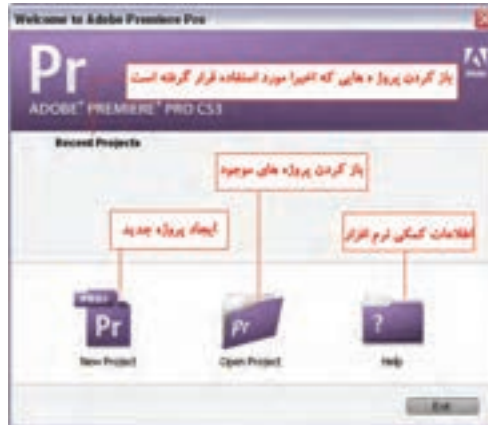 Welcome to Adobe Premiere Pro
Pr
باز کردن پروژه هایی که اخیرا مورد استفاده قرار گرفته است
ADOBE® PREMIERE® PRO CS3
Recent Projects
باز کردن پروژه های موجود
ایجاد پروژه جدید
اطلاعات کمکی نرم افزار
Pr
Pr
?
New Project
Open Project
Help
Exit